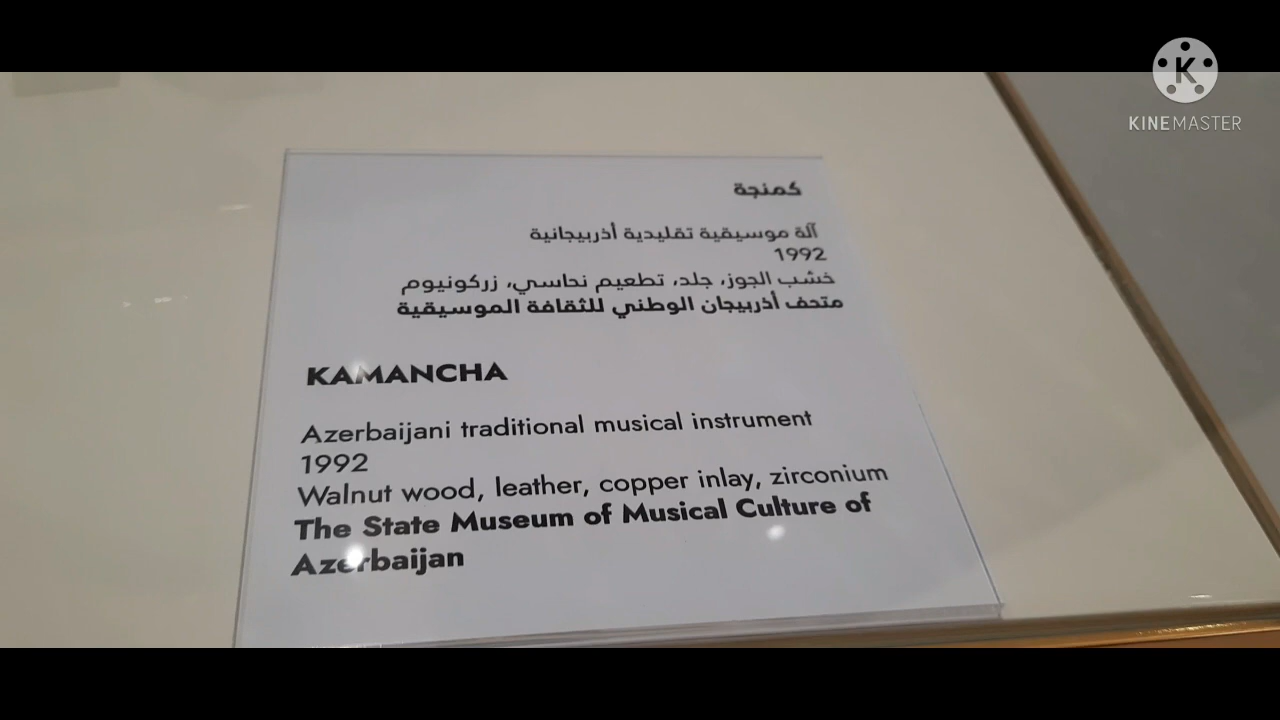 كمنجة
آلة موسيقية تقليدية أذربيجانية
1992
خشب الجوز، جلد، تطعيم نحاسي، زركونيوم
متحف أذربيجان الوطني للثقافة الموسيقية
KAMANCHA
Azerbaijani traditional musical instrument
1992
Walnut wood, leather, copper inlay, zirconium
The State Museum of Musical Culture of
Azerbaijan
K
KINEMASTER